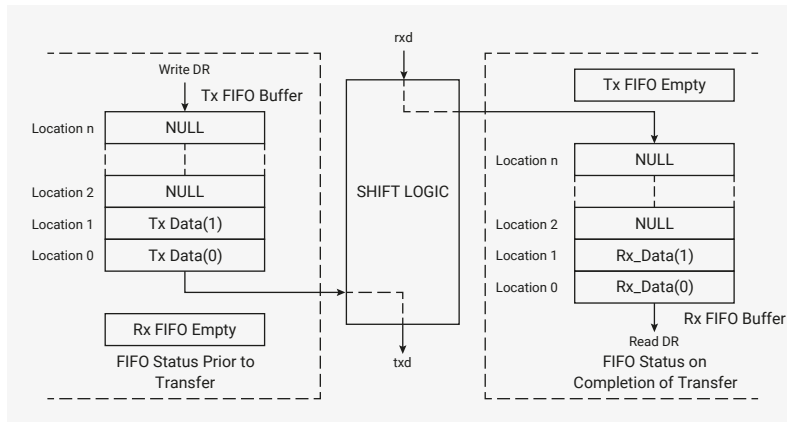 Write DR
Tx FIFO Buffer
Location n
NULL
Location 2
NULL
Location 1
Tx Data(1)
Location 0
Tx Data(0)
Rx FIFO Empty
FIFO Status Prior to
Transfer
rxd
SHIFT LOGIC
txd
Tx FIFO Empty
Location n
NULL
Location 2
NULL
Location 1
Rx_Data(1)
Location 0
Rx_Data(0)
Rx FIFO Buffer
Read DR
FIFO Status on
Completion of Transfer